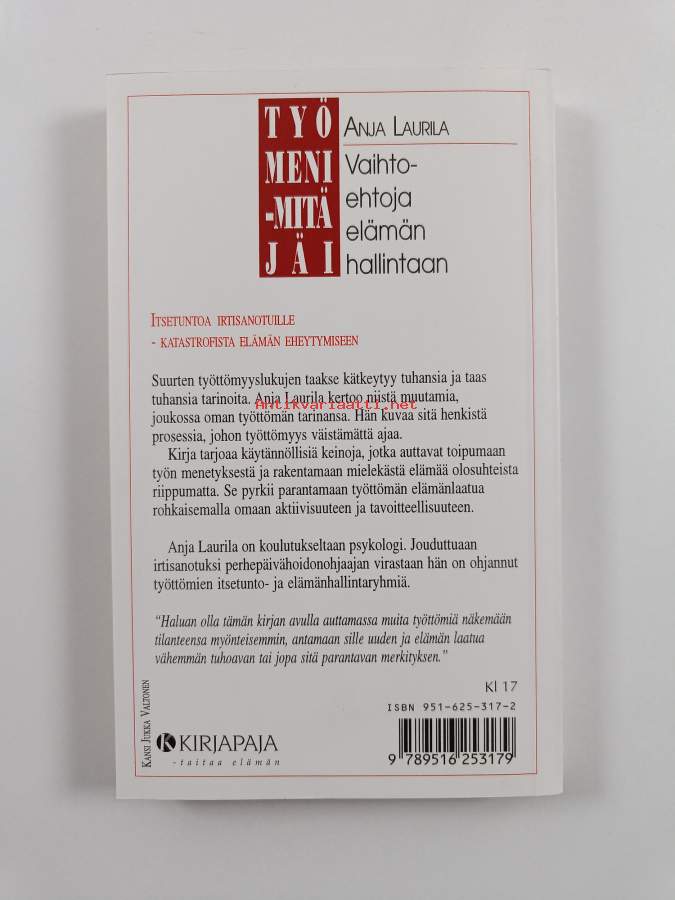 TYÖ
MENI
-MITÄ
JÄI
ANJA LAURILA
Vaihto-
ehtoja
elämän
hallintaan
ITSETUNTOA IRTISANOTUILLE
- KATASTROFISTA ELÄMÄN EHEYTYMISEEN
Suurten työttömyyslukujen taakse kätkeytyy tuhansia ja taas
tuhansia tarinoita. Anja Laurila kertoo niistä muutamia,
Antikvariaatti.net
joukossa oman työttömän tarinansa. Hän kuvaa sitä henkistä
prosessia, johon työttömyys väistämättä ajaa.
Kirja tarjoaa käytännöllisiä keinoja, jotka auttavat toipumaan
työn menetyksestä ja rakentamaan mielekästä elämää olosuhteista
riippumatta. Se pyrkii parantamaan työttömän elämänlaatua
rohkaisemalla omaan aktiivisuuteen ja tavoitteellisuuteen.
Anja Laurila on koulutukseltaan psykologi. Jouduttuaan
irtisanotuksi perhepäivähoidonohjaajan virastaan hän on ohjannut
työttömien itsetunto- ja elämänhallintaryhmiä.
"Haluan olla tämän kirjan avulla auttamassa muita työttömiä näkemään
tilanteensa myönteisemmin, antamaan sille uuden ja elämän laatua
vähemmän tuhoavan tai jopa sitä parantavan merkityksen."
Kl 17
ISBN 951-625-317-2
9 789516 253179
KANSI JUKKA VALTONEN
K KIRJAPAJA
-taitaa elämän